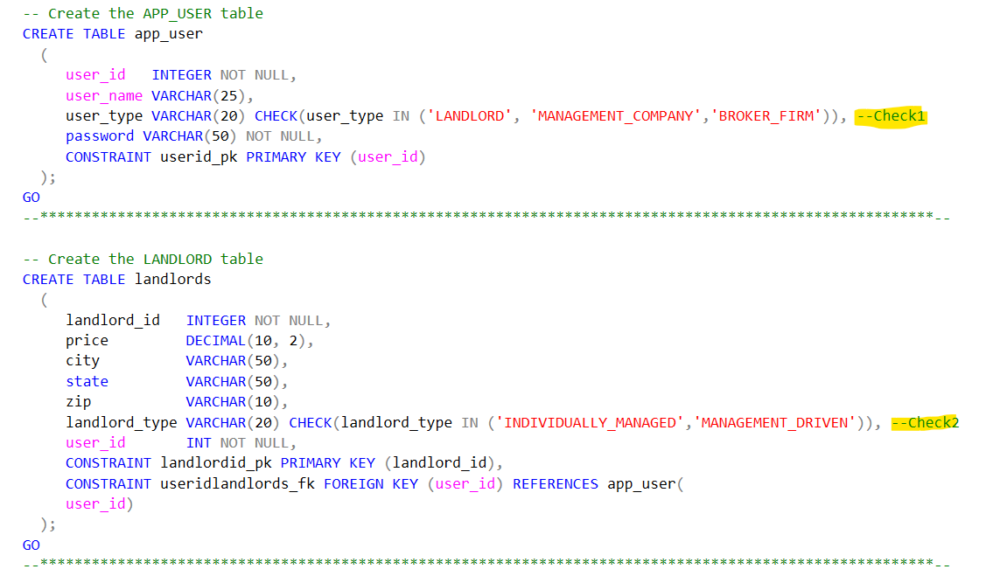 -- Create the APP_USER table
CREATE TABLE app_user
(
user_id INTEGER NOT NULL,
user_name VARCHAR(25),
user_type VARCHAR(20) CHECK(user_type IN ('LANDLORD', 'MANAGEMENT_COMPANY','BROKER_FIRM')), --Check1
password VARCHAR(50) NOT NULL,
CONSTRAINT userid_pk PRIMARY KEY (user_id)
);
GO
--********************************************************************************************************--
-- Create the LANDLORD table
CREATE TABLE landlords
(
landlord_id INTEGER NOT NULL,
price DECIMAL(10, 2),
city VARCHAR(50),
state VARCHAR(50),
zip VARCHAR(10),
landlord_type VARCHAR(20) CHECK(landlord_type IN ('INDIVIDUALLY_MANAGED','MANAGEMENT_DRIVEN')), --Check2
user_id INT NOT NULL,
CONSTRAINT landlordid_pk PRIMARY KEY (landlord_id),
CONSTRAINT useridlandlords_fk FOREIGN KEY (user_id) REFERENCES app_user(
user_id)
);
GO
--********************************************************************************************************--